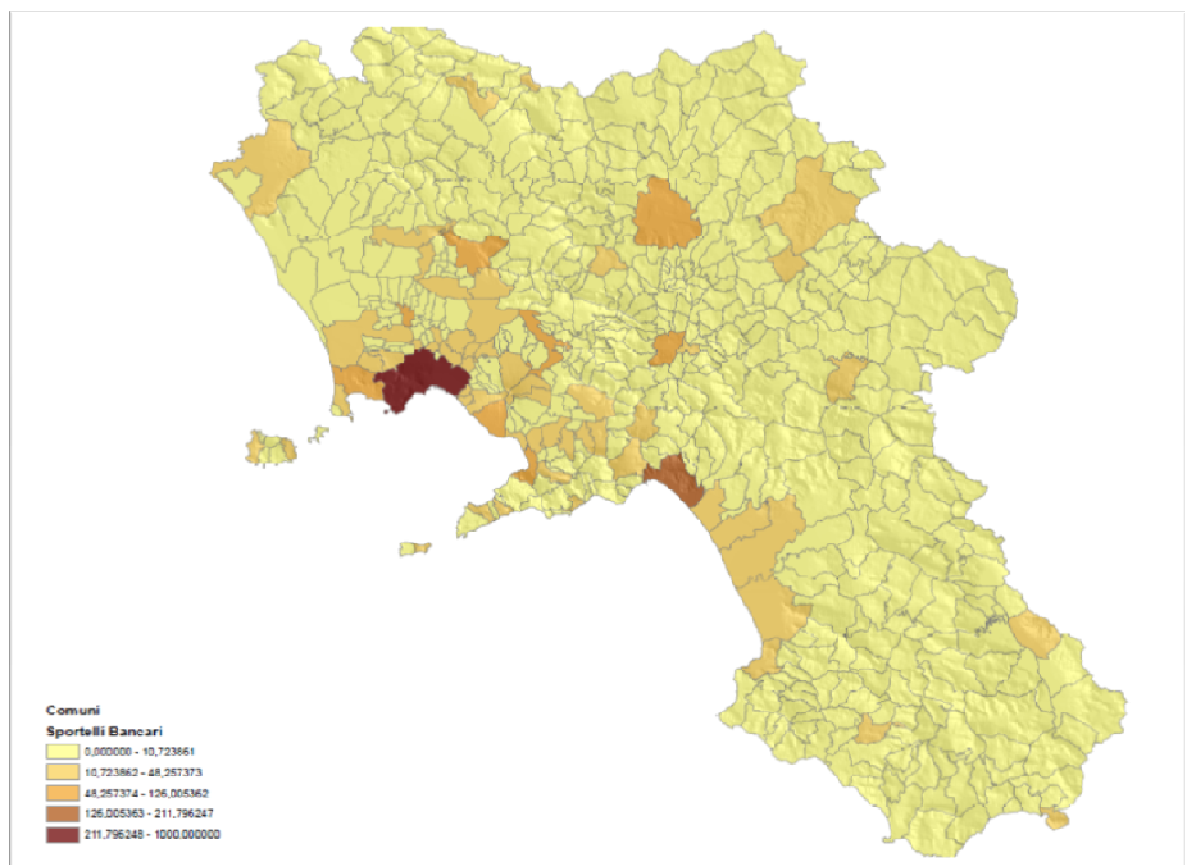 Comuni
Sportelli Bancari
0,000000 - 10,723861
10,723862 - 48,257373
48,257374 - 126,005362
126,005363 - 211,796247
211,796248 - 1000,000000